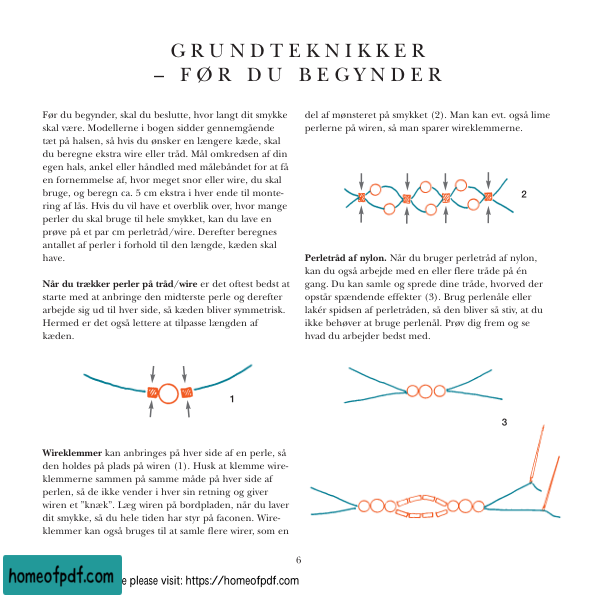 GRUNDTEKNIKKER
– FØR DU BEGYNDER
Før du begynder, skal du beslutte, hvor langt dit smykke
skal være. Modellerne i bogen sidder gennemgående
tæt på halsen, så hvis du ønsker en længere kæde, skal
du beregne ekstra wire eller tråd. Mål omkredsen af din
egen hals, ankel eller håndled med målebåndet for at få
en fornemmelse af, hvor meget snor eller wire, du skal
bruge, og beregn ca. 5 cm ekstra i hver ende til monte-
ring af lås. Hvis du vil have et overblik over, hvor mange
perler du skal bruge til hele smykket, kan du lave en
prøve på et par cm perletråd/wire. Derefter beregnes
antallet af perler i forhold til den længde, kæden skal
have.
Når du trækker perler på tråd/wire er det oftest bedst at
starte med at anbringe den midterste perle og derefter
arbejde sig ud til hver side, så kæden bliver symmetrisk.
Hermed er det også lettere at tilpasse længden af
kæden.
1
Wireklemmer kan anbringes på hver side af en perle, så
den holdes på plads på wiren (1). Husk at klemme wire-
klemmerne sammen på samme måde på hver side af
perlen, så de ikke vender i hver sin retning og giver
wiren et ”knæk”. Læg wiren på bordpladen, når du laver
dit smykke, så du hele tiden har styr på faconen. Wire-
klemmer kan også bruges til at samle flere wirer, som en
del af mønsteret på smykket (2). Man kan evt. også lime
perlerne på wiren, så man sparer wireklemmerne.
2
Perletråd af nylon. Når du bruger perletråd af nylon,
kan du også arbejde med en eller flere tråde på én
gang. Du kan samle og sprede dine tråde, hvorved der
opstår spændende effekter (3). Brug perlenåle eller
lakér spidsen af perletråden, så den bliver så stiv, at du
ikke behøver at bruge perlenål. Prøv dig frem og se
hvad du arbejder bedst med.
3
6
homeofpdf.com
e please visit: https://homeofpdf.com